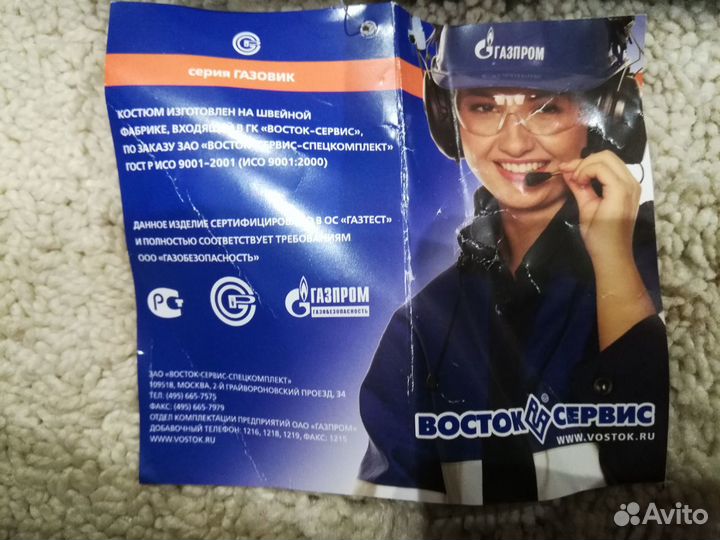 серия ГАЗОВИК
КОСТЮМ ИЗГОТОВЛЕН НА ШВЕЙНОЙ
ФАБРИКЕ, ВХОДЯЩЕЙ В ГК «ВОСТОК-СЕРВИС»,
ПО ЗАКАЗУ ЗАО «ВОСТОК-СЕРВИС-СПЕЦКОМПЛЕКТ»
ГОСТ Р ИСО 9001-2001 (ИСО 9001:2000)
ДАННОЕ ИЗДЕЛИЕ СЕРТИФИЦИРОВАНО В ОС «ГАЗТЕСТ»
И ПОЛНОСТЬЮ СООТВЕТСТВУЕТ ТРЕБОВАНИЯМ
ООО «ГАЗОБЕЗОПАСНОСТЬ»
ГАЗПРОМ
ГАЗОБЕЗОПАСНОСТЬ
ЗАО «ВОСТОК-СЕРВИС-СПЕЦКОМПЛЕКТ»
109518, МОСКВА, 2-Й ГРАЙВОРОНОВСКИЙ ПРОЕЗД, 34
ТЕЛ: (495) 665-7575
ФАКС: (495) 665-7979
ОТДЕЛ КОМПЛЕКТАЦИИ ПРЕДПРИЯТИЙ ОАО «ГАЗПРОМ»
ДОБАВОЧНЫЙ ТЕЛЕФОН: 1216, 1218, 1219, ФАКС: 1215
WWW.VOSTOK.RU
ГАЗПРОМ
ВОСТОК СЕРВИС
WWW.VOSTOK.RU
Avito